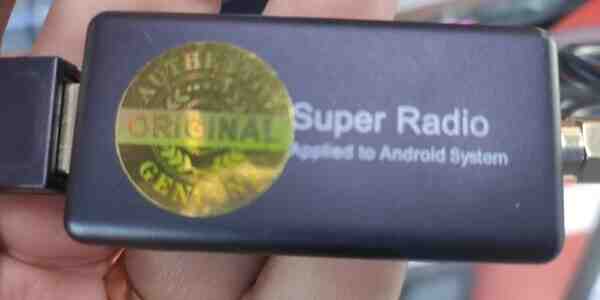 ORIGINAL
Super Radio
Applied to Android System